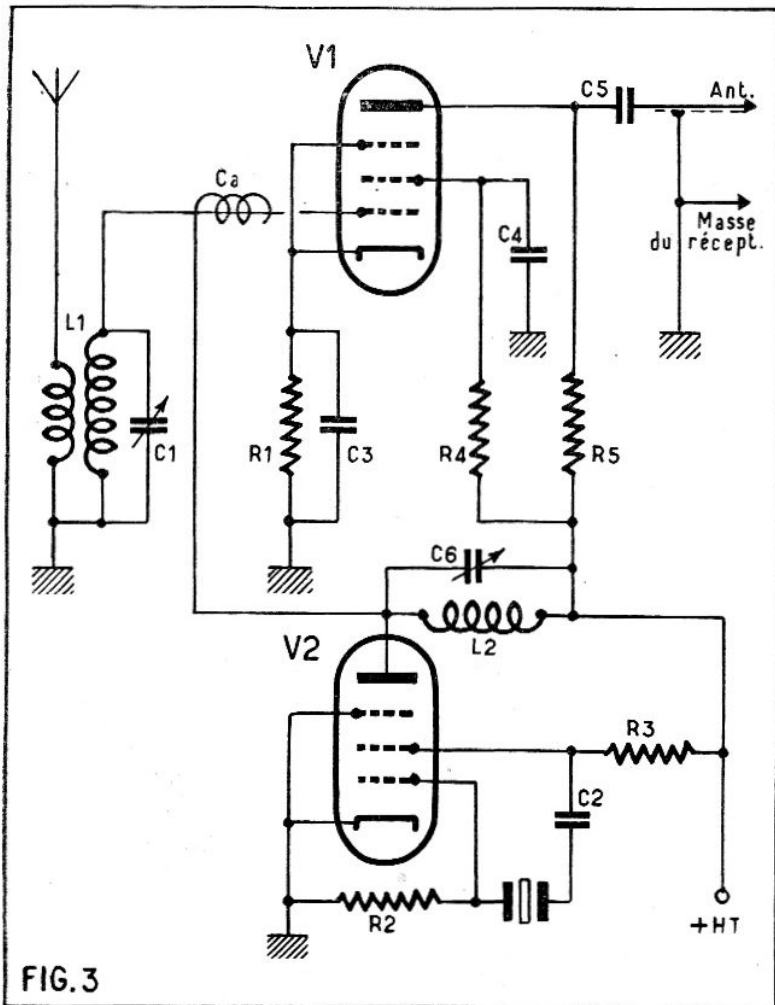 V1
C5
Ant.
Ca
C4
Masse
du récept.
L1
C1
R1
C3
R4
R5
C6
L2
V2
R3
C2
R2
+HT
FIG. 3